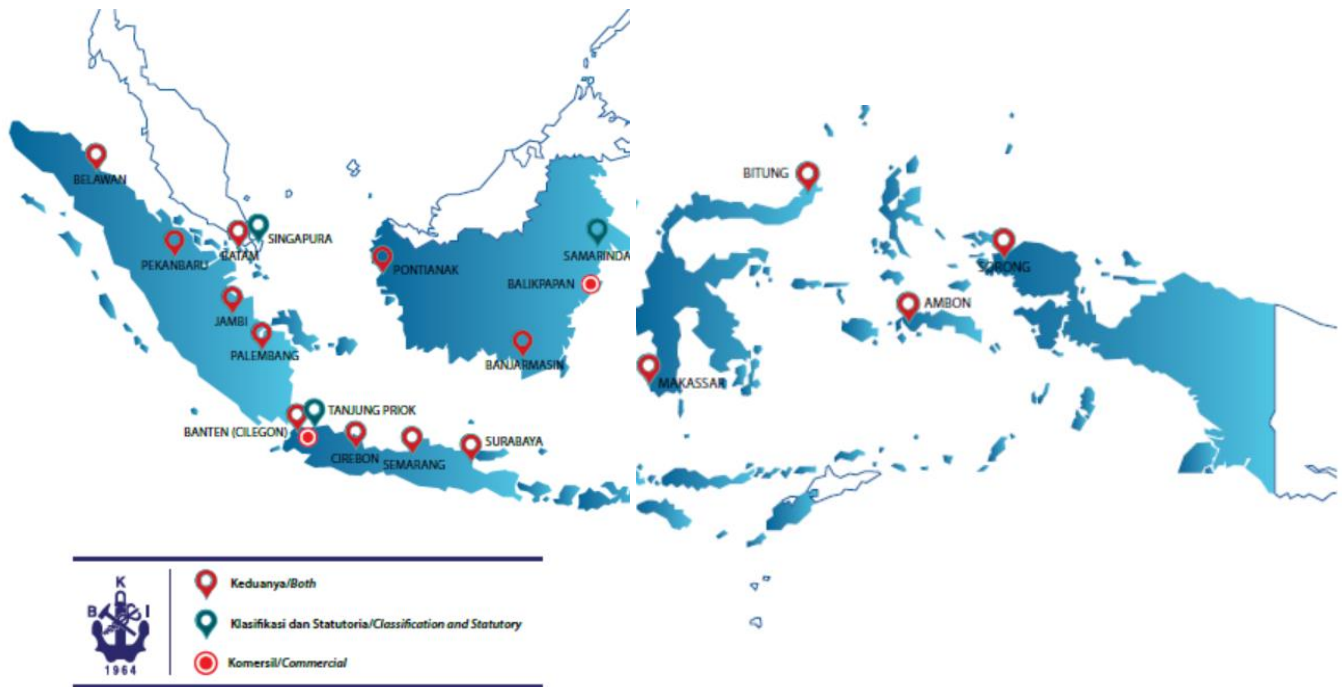 BELAWAN
SINGAPURA
BATAM
PEKANBARU
JAMBI
PALEMBANG
PONTIANAK
SAMARINDA
BALIKPAPAN
BANJARMASIN
TANJUNG PRIOK
BANTEN (CILEGON)
CIREBON
SEMARANG
SURABAYA
BITUNG
SORONG
AMBON
MAKASSAR
BKI
1964
Keduanya/Both
Klasifikasi dan Statutoria/Classification and Statutory
Komersil/Commercial